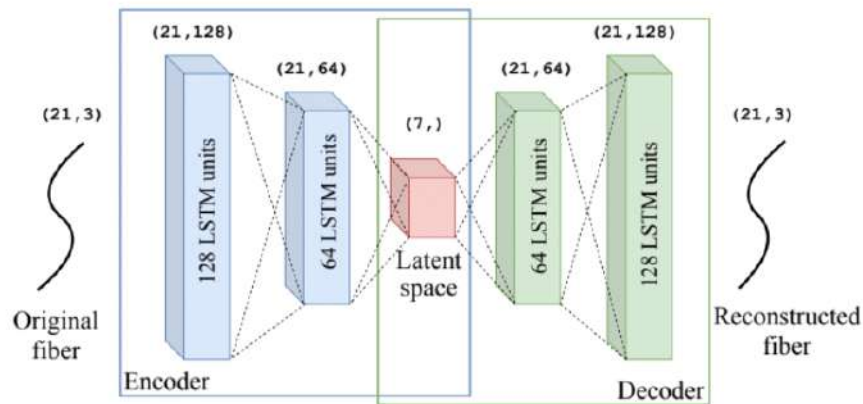 (21,128)
(21,64)
(7,)
(21,64)
(21,128)
(21,3)
(21,3)
128 LSTM units
64 LSTM units
64 LSTM units
128 LSTM units
Latent
space
Original
fiber
Reconstructed
fiber
Encoder
Decoder